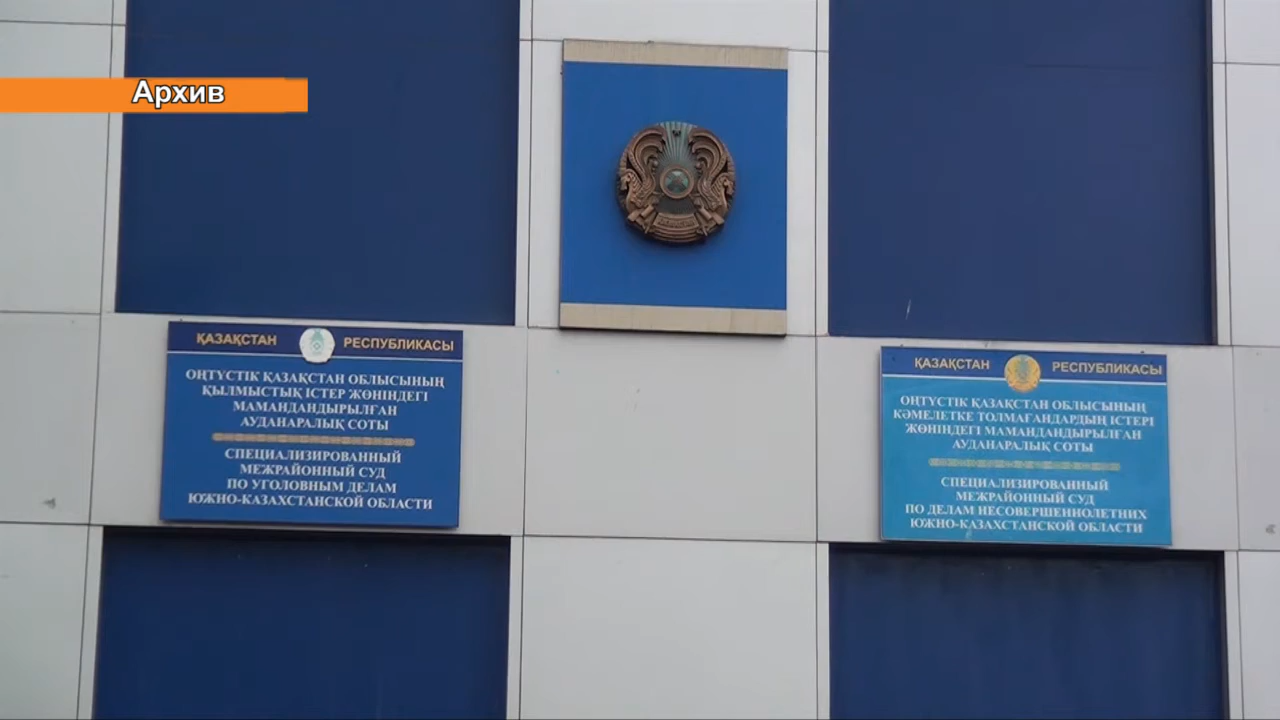 Архив
ҚАЗАҚСТАН РЕСПУБЛИКАСЫ
ОҢТҮСТІК ҚАЗАҚСТАН ОБЛЫСЫНЫҢ
ҚЫЛМЫСТЫҚ ІСТЕР ЖӨНІНДЕГІ
МАМАНДАНДЫРЫЛҒАН
АУДАНАРАЛЫҚ СОТЫ
СПЕЦИАЛИЗИРОВАННЫЙ
МЕЖРАЙОННЫЙ СУД
ПО УГОЛОВНЫМ ДЕЛАМ
ЮЖНО-КАЗАХСТАНСКОЙ ОБЛАСТИ
ҚАЗАҚСТАН РЕСПУБЛИКАСЫ
ОҢТҮСТІК ҚАЗАҚСТАН ОБЛЫСЫНЫҢ
КӘМЕЛЕТКЕ ТОЛМАҒАНДАРДЫҢ ІСТЕРІ
ЖӨНІНДЕГІ МАМАНДАНДЫРЫЛҒАН
АУДАНАРАЛЫҚ СОТЫ
СПЕЦИАЛИЗИРОВАННЫЙ
МЕЖРАЙОННЫЙ СУД
ПО ДЕЛАМ НЕСОВЕРШЕННОЛЕТНИХ
ЮЖНО-КАЗАХСТАНСКОЙ ОБЛАСТИ